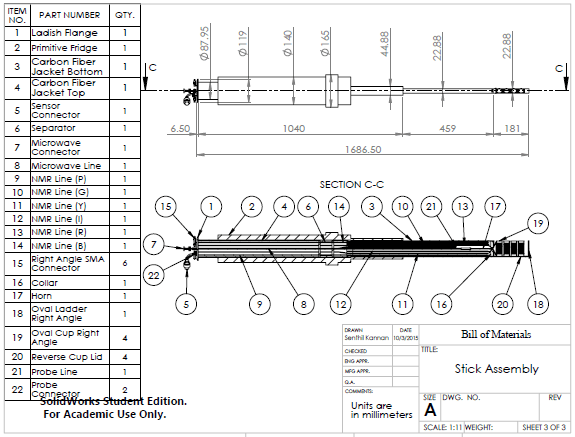 ITEM NO. PART NUMBER QTY.
1 Ladish Flange 1
2 Primitive Fridge 1
3 Carbon Fiber Jacket Bottom 1
4 Carbon Fiber Jacket Top 1
5 Sensor Connector 1
6 Separator 1
7 Microwave Connector 1
8 Microwave Line 1
9 NMR Line (P) 1
10 NMR Line (G) 1
11 NMR Line (Y) 1
12 NMR Line (I) 1
13 NMR Line (R) 1
14 NMR Line (B) 1
15 Right Angle SMA Connector 6
16 Collar 1
17 Horn 1
18 Oval Ladder Right Angle 1
19 Oval Cup Right Angle 4
20 Reverse Cup Lid 4
21 Probe Line 1
22 Probe Connector 2
SolidWorks Student Edition.
For Academic Use Only.
Ø87.95 Ø119 Ø140 Ø165 44.88 22.88 22.88
C C
6.50 1040 459 181
1686.50
SECTION C-C
15 1 2 4 6 14 3 10 21 13 17
19
7
22
5 9 8 12 11 16 20 18
DRAWN DATE
Senthil Kannan 10/3/2015
CHECKED
ENG APPR.
MFG APPR.
Q.A.
COMMENTS:
Units are
in millimeters
Bill of Materials
TITLE:
Stick Assembly
SIZE DWG. NO. REV
A
SCALE: 1:11 WEIGHT: SHEET 3 OF 3